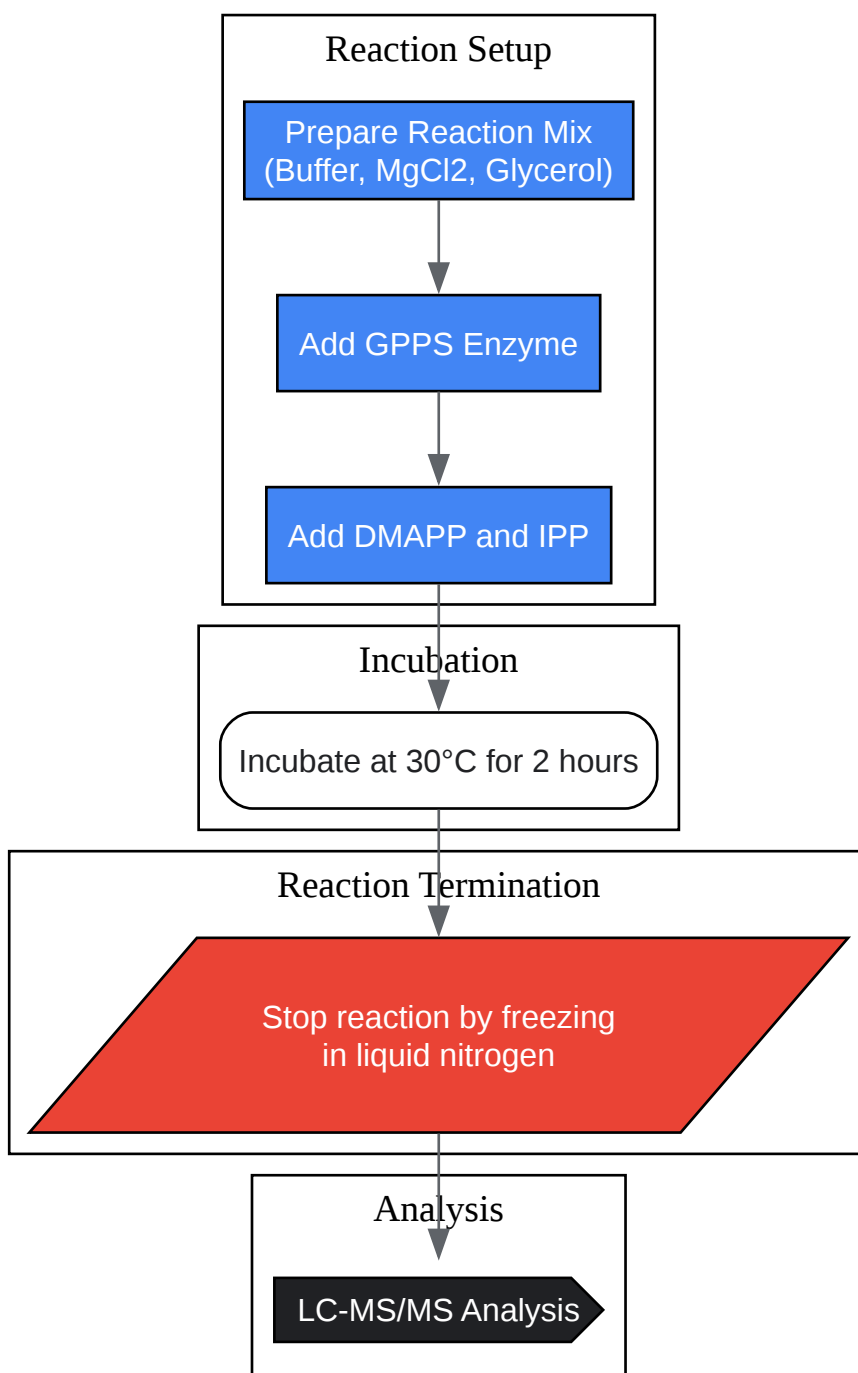 Reaction Setup
Prepare Reaction Mix
(Buffer, MgCl2, Glycerol)
Add GPPS Enzyme
Add DMAPP and IPP
Incubation
Incubate at 30°C for 2 hours
Reaction Termination
Stop reaction by freezing
in liquid nitrogen
Analysis
LC-MS/MS Analysis